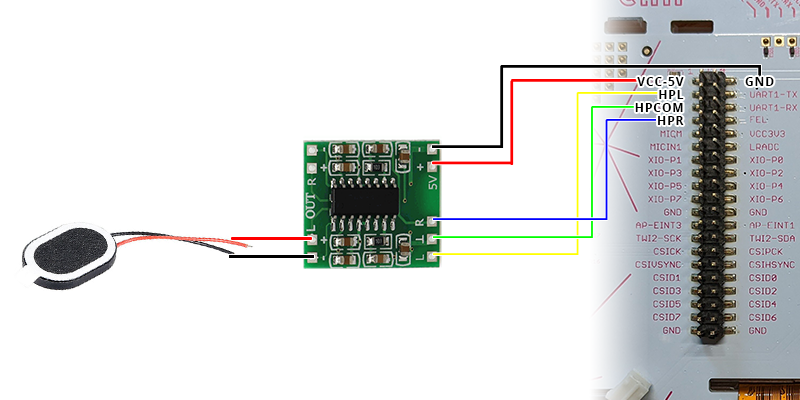 VCC-5V GND
HPL UART1-TX
HPCOM UART1-RX
HPR FEL
MIGM VCC3V3
MICIN1 LRADC
XIO-P1 XIO-P0
XIO-P3 XIO-P2
XIO-P5 XIO-P4
XIO-P7 XIO-P6
GND GND
AP-EINT3 AP-EINT1
TWI2-SCK TWI2-SDA
CSICK CSIPCK
CSIVSYNC CSIHSYNC
CSID1 CSID0
CSID3 CSID2
CSID5 CSID4
CSID7 CSID6
GND GND
- + R L OUT + -
- + 5V R ⊥ L